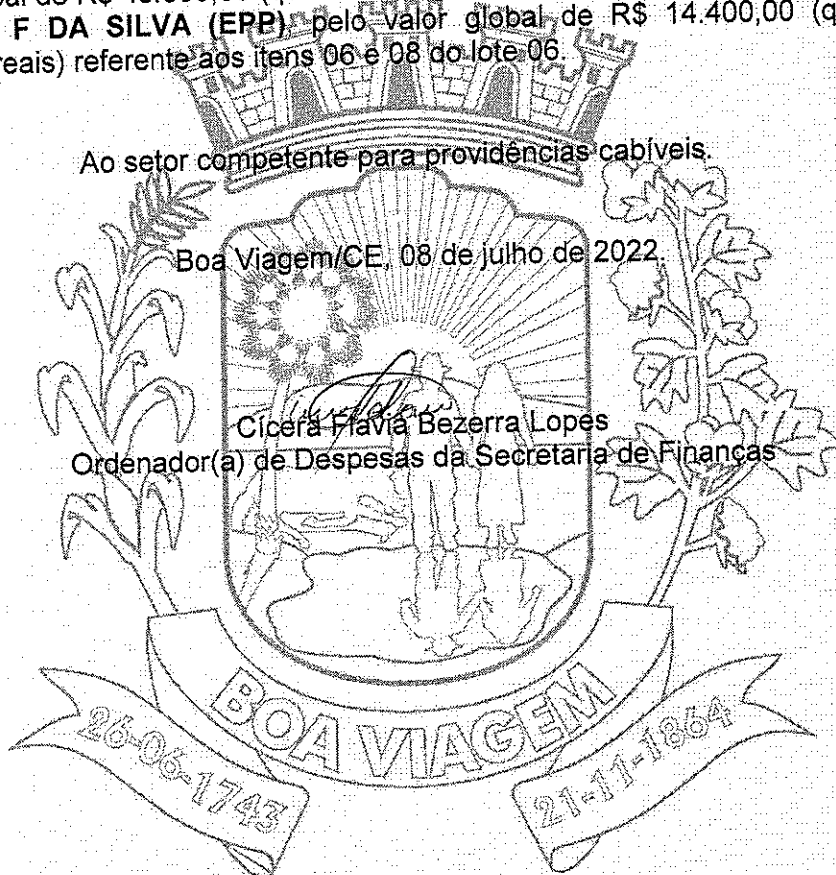 F DA SILVA (EPP), pelo valor global de R$ 14.400,00 (q
reais) referente aos itens 06 e 08 do lote 06.
Ao setor competente para providências cabíveis.
Boa Viagem/CE, 08 de julho de 2022.
Cícera Flávia Bezerra Lopes
Ordenador(a) de Despesas da Secretaria de Finanças
BOA VIAGEM
26-06-1743
21-11-1864